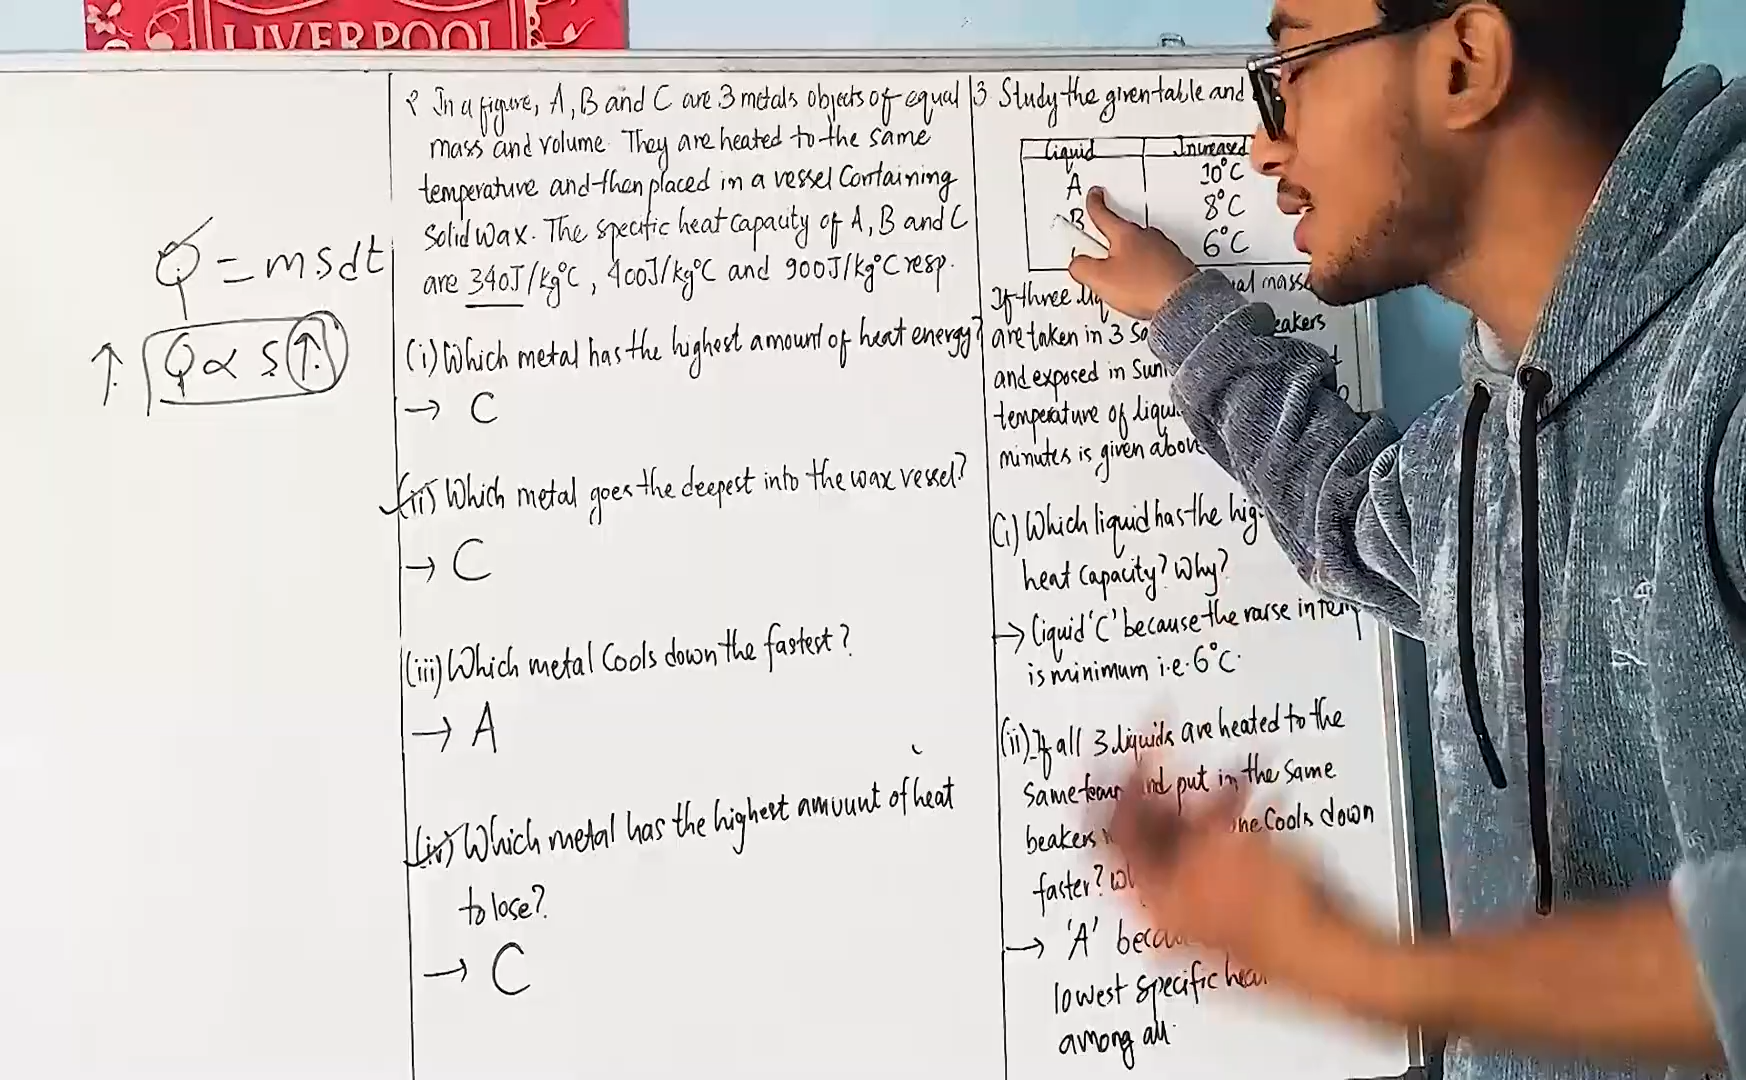 LIVERPOOL
Q = msdt
↑ Q ∝ S ↑
2 In a figure, A, B and C are 3 metals objects of equal
mass and volume. They are heated to the same
temperature and then placed in a vessel Containing
Solid wax. The specific heat capacity of A, B and C
are 340J/kg°C, 400J/kg°C and 900J/kg°C resp.
(i) Which metal has the highest amount of heat energy?
→ C
(ii) Which metal goes the deepest into the wax vessel?
→ C
(iii) Which metal Cools down the fastest?
→ A
(iv) Which metal has the highest amount of heat
to lose?
→ C
3 Study the given table and
Liquid Increased
A 10°C
B 8°C
6°C
If three mass
are taken in 3 beakers
and exposed in
temperature of
minutes is given above
(i) Which liquid has the
heat Capacity? Why?
→ Liquid 'C' because the raise in
is minimum i.e. 6°C.
(ii) If all 3 liquids are heated to the
Same put in the Same
beakers Cools down
faster?
→ 'A'
lowest Specific
among all.